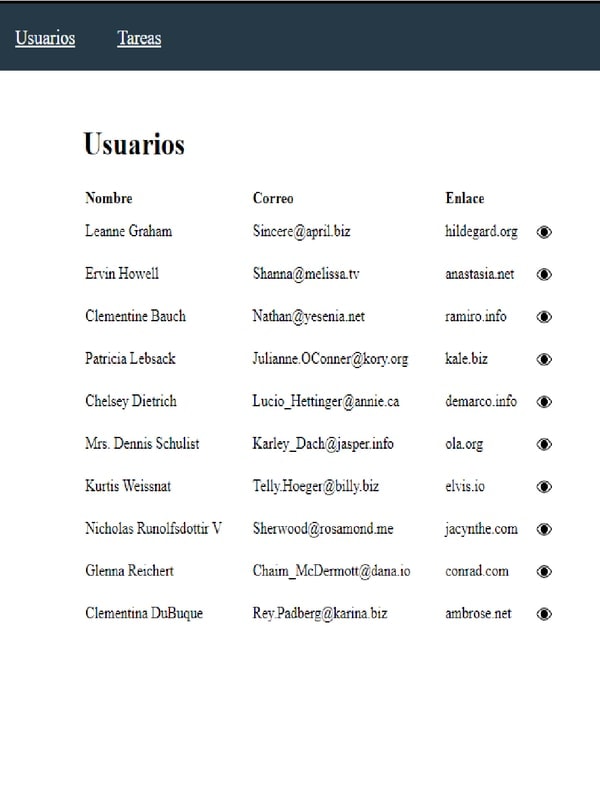 Usuarios Tareas
Usuarios
Nombre Correo Enlace
Leanne Graham Sincere@april.biz hildegard.org
Ervin Howell Shanna@melissa.tv anastasia.net
Clementine Bauch Nathan@yesenia.net ramiro.info
Patricia Lebsack Julianne.OConner@kory.org kale.biz
Chelsey Dietrich Lucio_Hettinger@annie.ca demarco.info
Mrs. Dennis Schulist Karley_Dach@jasper.info ola.org
Kurtis Weissnat Telly.Hoeger@billy.biz elvis.io
Nicholas Runolfsdottir V Sherwood@rosamond.me jacynthe.com
Glenna Reichert Chaim_McDermott@dana.io conrad.com
Clementina DuBuque Rey.Padberg@karina.biz ambrose.net